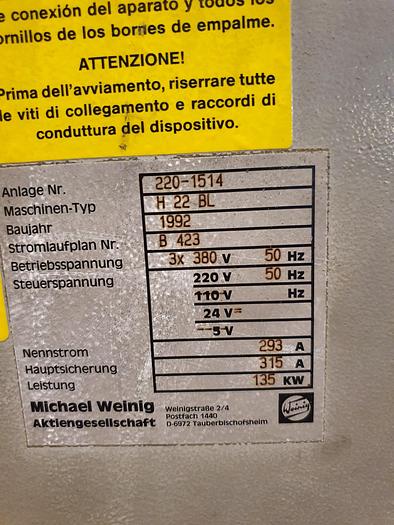 e conexión del aparato y todos los
ornillos de los bornes de empalme.
ATTENZIONE!
Prima dell'avviamento, riserrare tutte
le viti di collegamento e raccordi di
conduttura del dispositivo.
Anlage Nr. 220-1514
Maschinen-Typ H 22 BL
Baujahr 1992
Stromlaufplan Nr. B 423
Betriebsspannung 3x 380 V 50 Hz
Steuerspannung 220 V 50 Hz
110 V Hz
24 V=
5 V
Nennstrom 293 A
Hauptsicherung 315 A
Leistung 135 KW
Michael Weinig Weinigstraße 2/4
Postfach 1440
Aktiengesellschaft D-6972 Tauberbischofsheim
Weinig